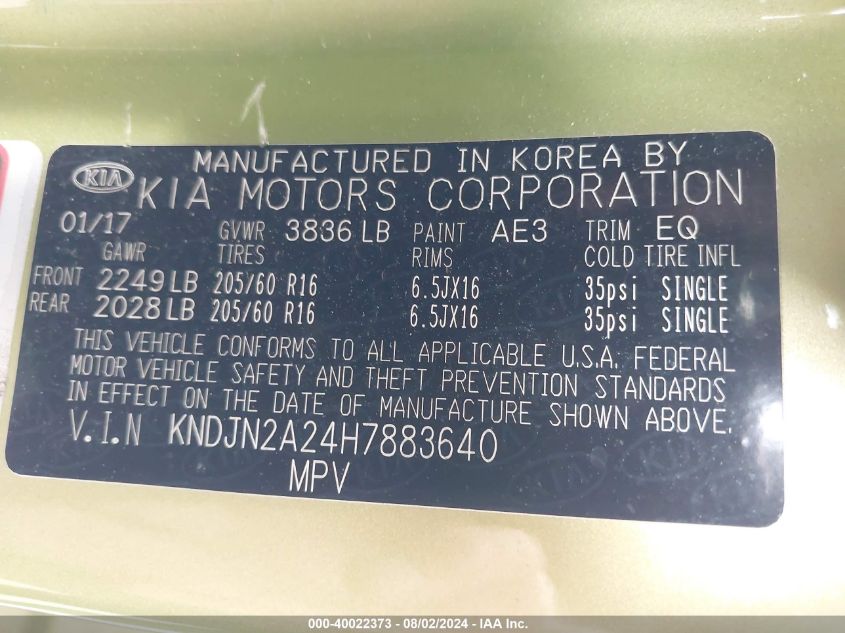 MANUFACTURED IN KOREA BY
KIA KIA MOTORS CORPORATION
01/17 GVWR 3836 LB PAINT AE3 TRIM EQ
GAWR TIRES RIMS COLD TIRE INFL
FRONT 2249 LB 205/60 R16 6.5JX16 35psi SINGLE
REAR 2028 LB 205/60 R16 6.5JX16 35psi SINGLE
THIS VEHICLE CONFORMS TO ALL APPLICABLE U.S.A. FEDERAL
MOTOR VEHICLE SAFETY AND THEFT PREVENTION STANDARDS
IN EFFECT ON THE DATE OF MANUFACTURE SHOWN ABOVE.
V.I.N KNDJN2A24H7883640
MPV
000-40022373 - 08/02/2024 - IAA Inc.